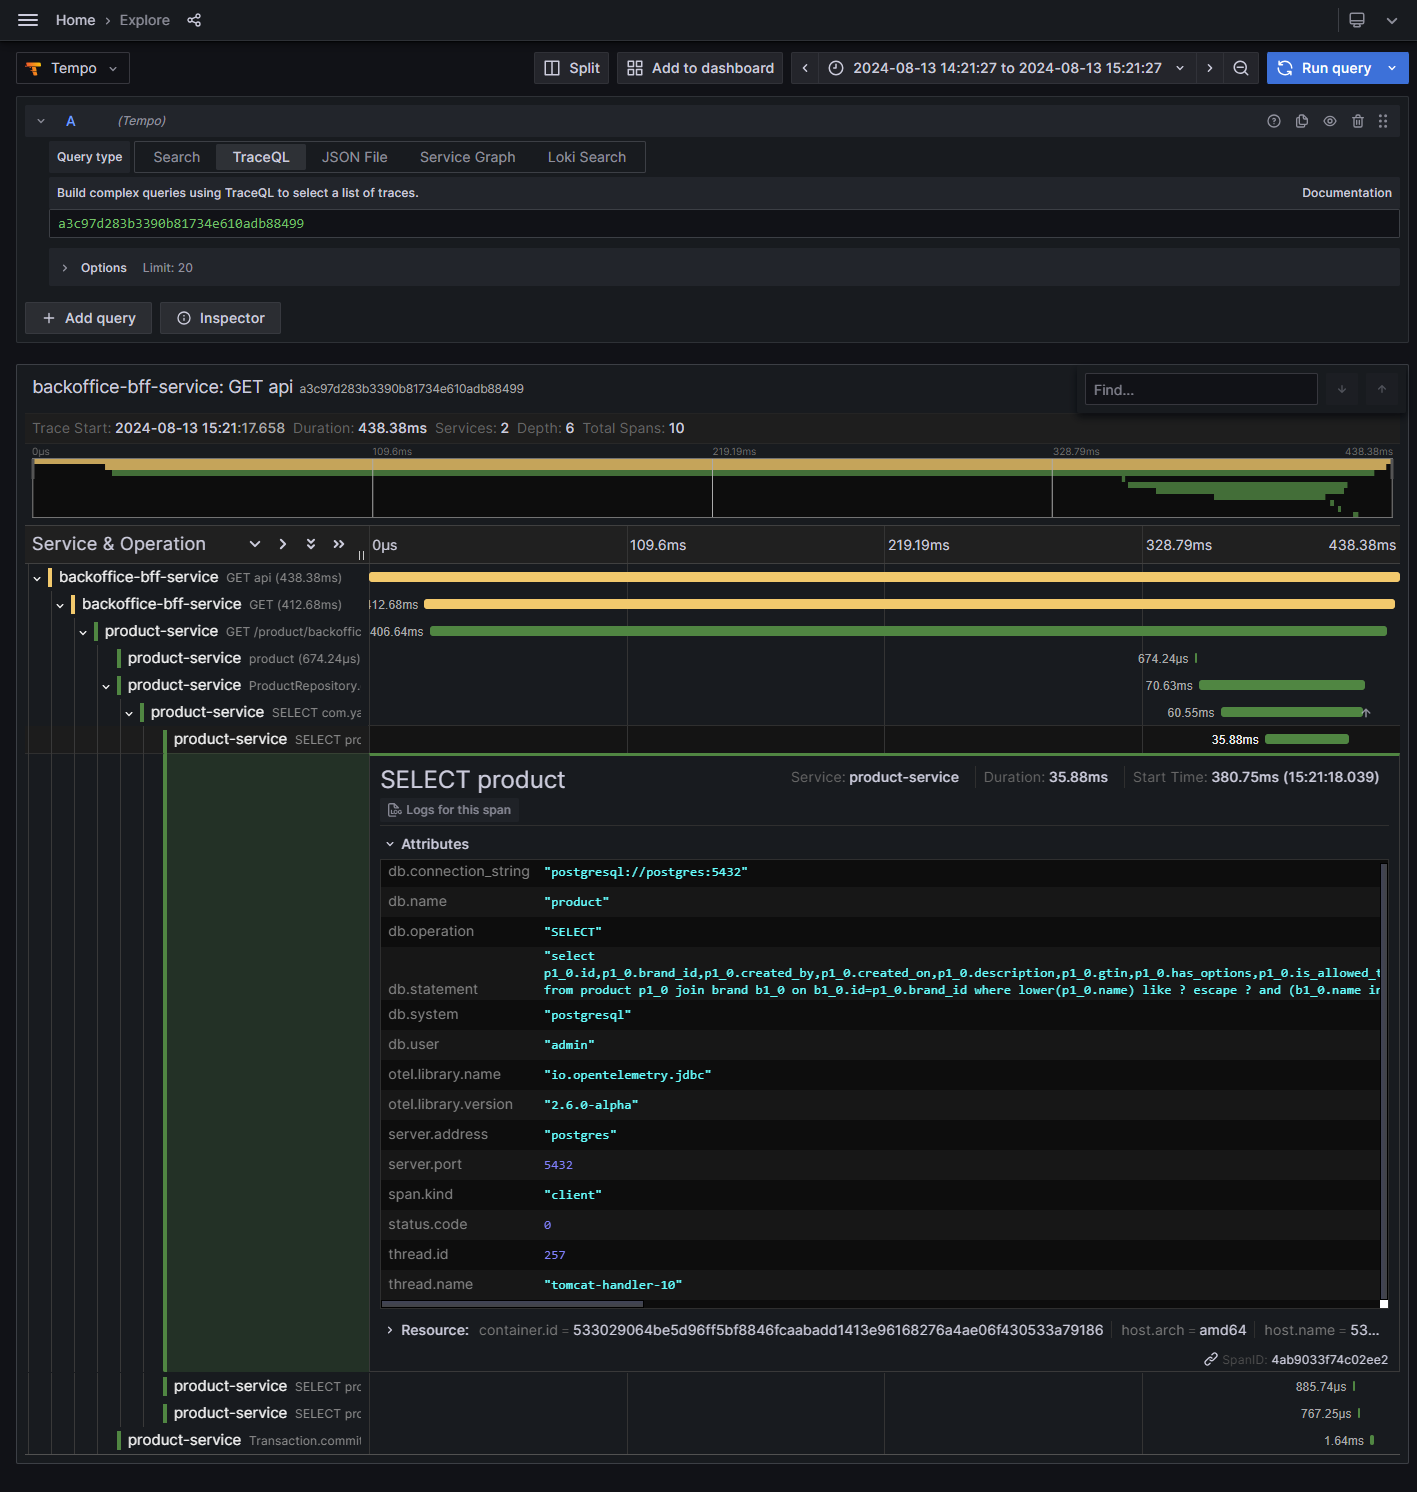 Home › Explore
Tempo
Split
Add to dashboard
2024-08-13 14:21:27 to 2024-08-13 15:21:27
Run query
A (Tempo)
Query type Search TraceQL JSON File Service Graph Loki Search
Build complex queries using TraceQL to select a list of traces. Documentation
a3c97d283b3390b81734e610adb88499
Options Limit: 20
+ Add query
Inspector
backoffice-bff-service: GET api a3c97d283b3390b81734e610adb88499
Find...
Trace Start: 2024-08-13 15:21:17.658 Duration: 438.38ms Services: 2 Depth: 6 Total Spans: 10
0μs 109.6ms 219.19ms 328.79ms 438.38ms
Service & Operation 0μs 109.6ms 219.19ms 328.79ms 438.38ms
backoffice-bff-service GET api (438.38ms)
backoffice-bff-service GET (412.68ms) 412.68ms
product-service GET /product/backoffic 406.64ms
product-service product (674.24μs) 674.24μs
product-service ProductRepository. 70.63ms
product-service SELECT com.ya 60.55ms
product-service SELECT prc 35.88ms
SELECT product Service: product-service Duration: 35.88ms Start Time: 380.75ms (15:21:18.039)
Logs for this span
Attributes
db.connection_string "postgresql://postgres:5432"
db.name "product"
db.operation "SELECT"
"select
p1_0.id,p1_0.brand_id,p1_0.created_by,p1_0.created_on,p1_0.description,p1_0.gtin,p1_0.has_options,p1_0.is_allowed_t
db.statement from product p1_0 join brand b1_0 on b1_0.id=p1_0.brand_id where lower(p1_0.name) like ? escape ? and (b1_0.name in
db.system "postgresql"
db.user "admin"
otel.library.name "io.opentelemetry.jdbc"
otel.library.version "2.6.0-alpha"
server.address "postgres"
server.port 5432
span.kind "client"
status.code 0
thread.id 257
thread.name "tomcat-handler-10"
Resource: container.id = 533029064be5d96ff5bf8846fcaabadd1413e96168276a4ae06f430533a79186 host.arch = amd64 host.name = 53...
SpanID: 4ab9033f74c02ee2
product-service SELECT prc 885.74μs
product-service SELECT prc 767.25μs
product-service Transaction.commit 1.64ms